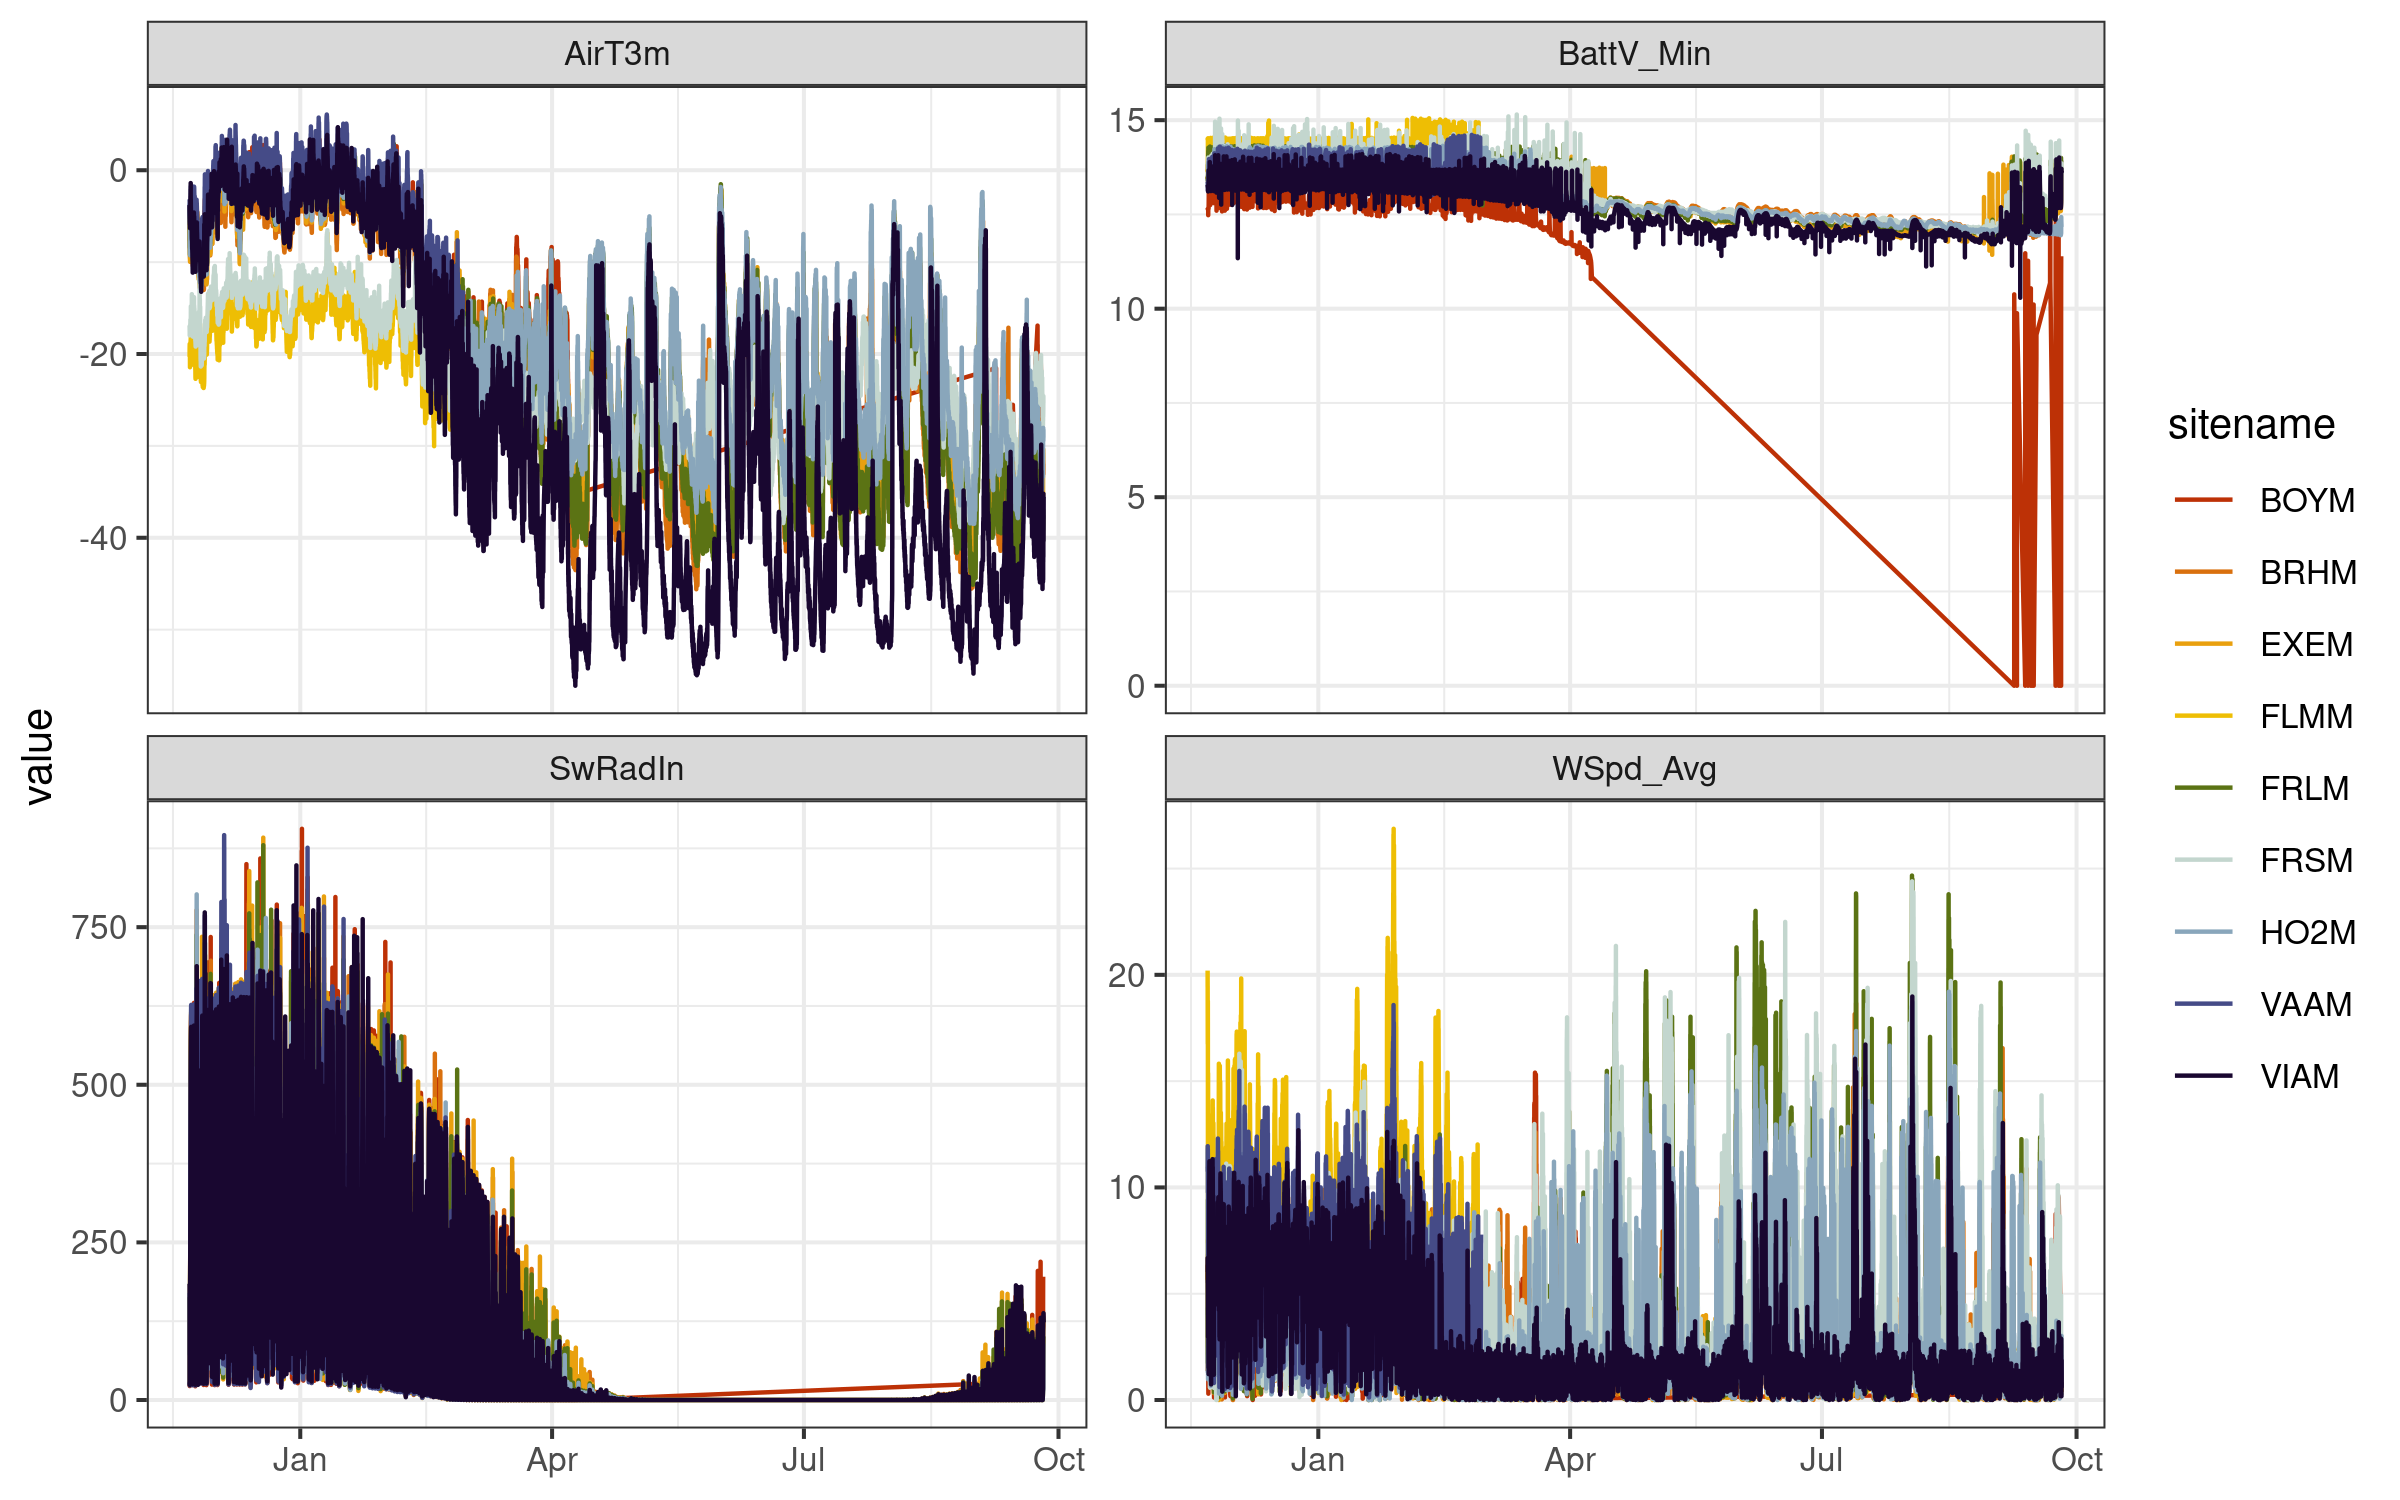 AirT3m
BattV_Min
0
-20
-40
15
10
5
0
value
SwRadIn
WSpd_Avg
750
500
250
0
20
10
0
Jan Apr Jul Oct
Jan Apr Jul Oct
sitename
BOYM
BRHM
EXEM
FLMM
FRLM
FRSM
HO2M
VAAM
VIAM